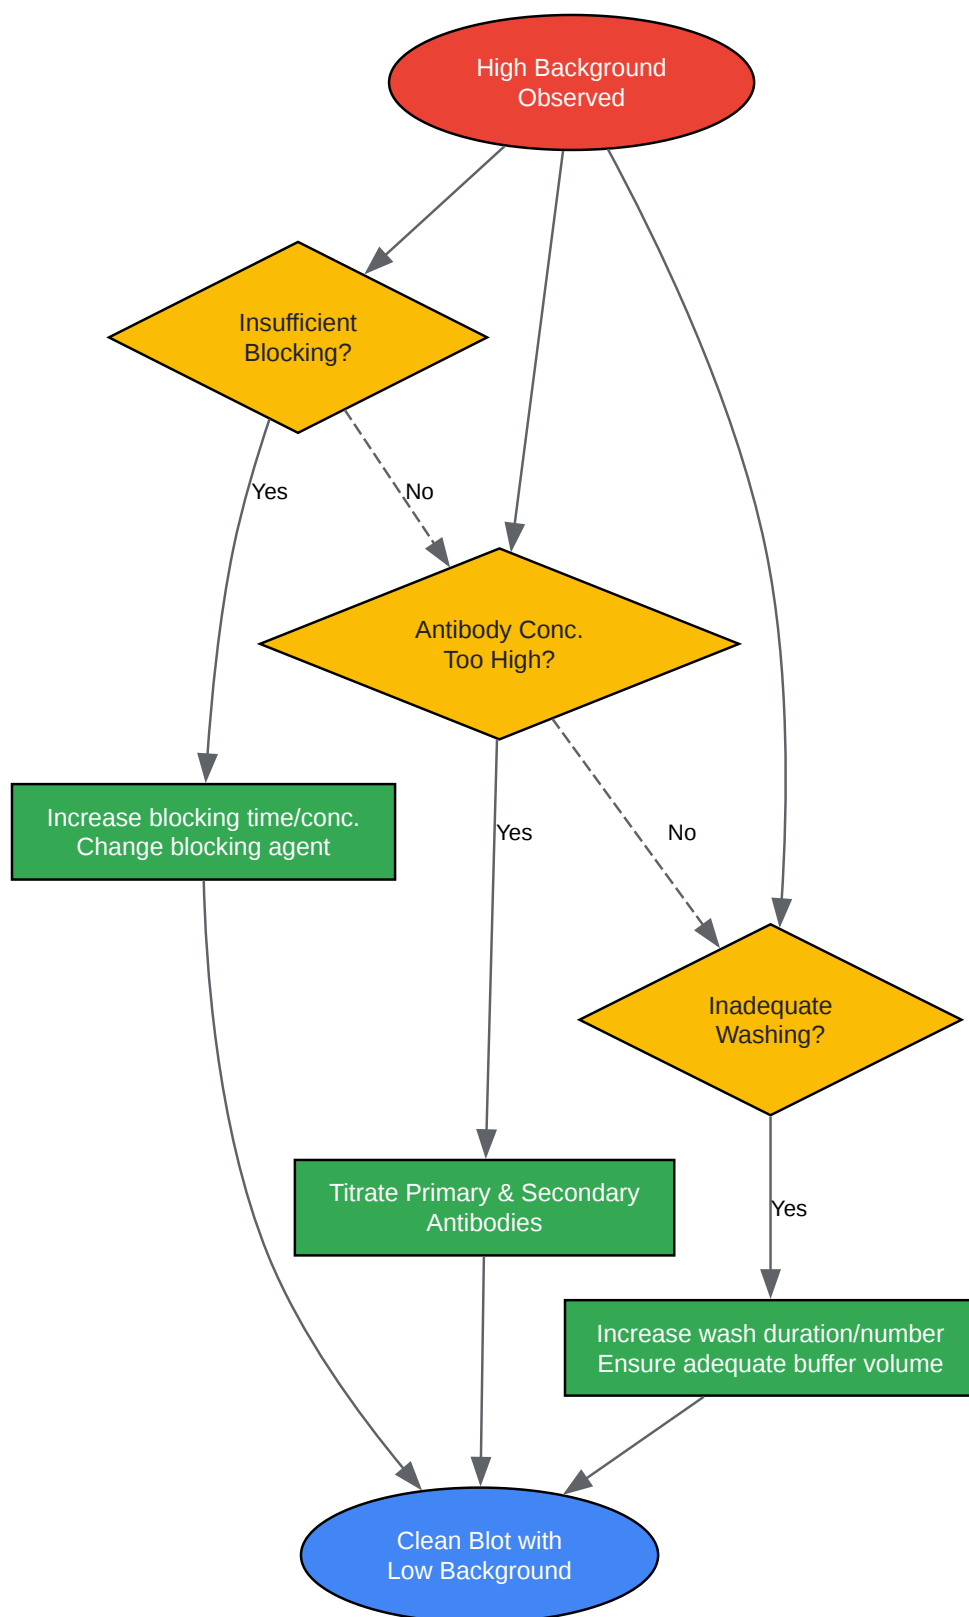 High Background
Observed
Insufficient
Blocking?
Yes
No
Antibody Conc.
Too High?
Increase blocking time/conc.
Change blocking agent
Yes
No
Inadequate
Washing?
Titrate Primary & Secondary
Antibodies
Yes
Increase wash duration/number
Ensure adequate buffer volume
Clean Blot with
Low Background